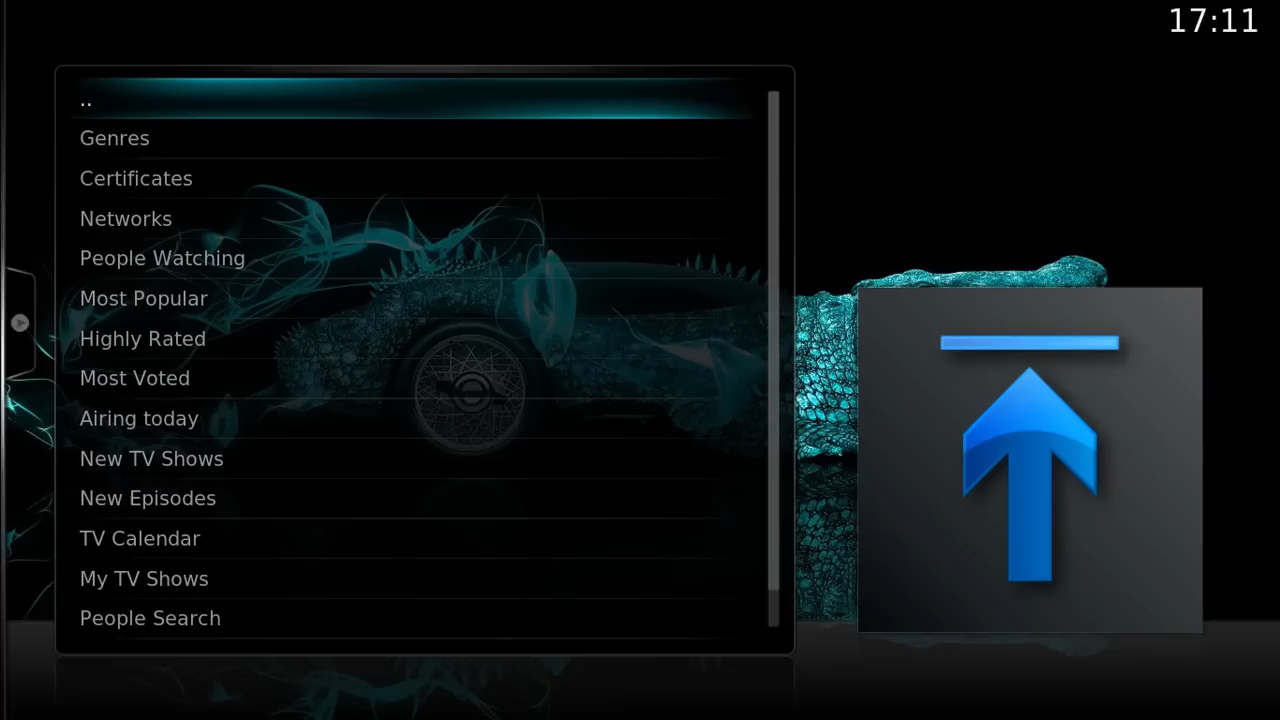 17:11
..
Genres
Certificates
Networks
People Watching
Most Popular
Highly Rated
Most Voted
Airing today
New TV Shows
New Episodes
TV Calendar
My TV Shows
People Search